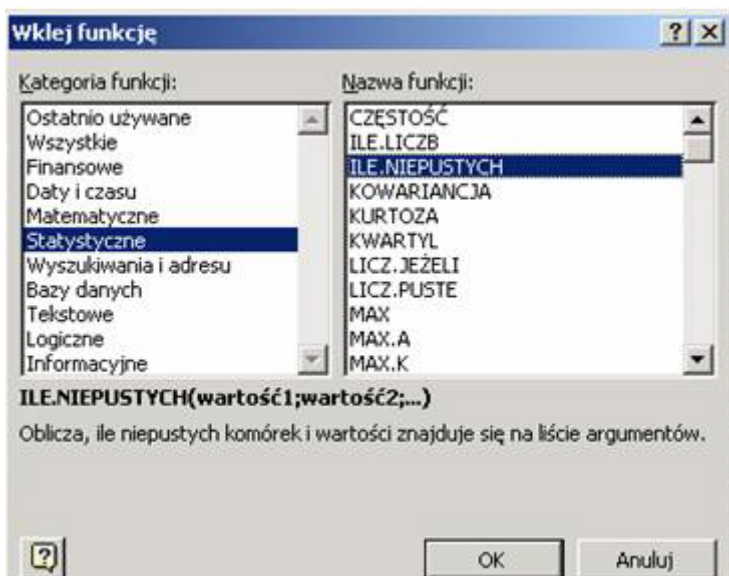 Wklej funkcję
Kategoria funkcji:
Ostatnio używane
Wszystkie
Finansowe
Daty i czasu
Matematyczne
Statystyczne
Wyszukiwania i adresu
Bazy danych
Tekstowe
Logiczne
Informacyjne
Nazwa funkcji:
CZĘSTOŚĆ
ILE.LICZB
ILE.NIEPUSTYCH
KOWARIANCJA
KURTOZA
KWARTYL
LICZ.JEŻELI
LICZ.PUSTE
MAX
MAX.A
MAX.K
ILE.NIEPUSTYCH(wartość1;wartość2;...)
Oblicza, ile niepustych komórek i wartości znajduje się na liście argumentów.
OK
Anuluj